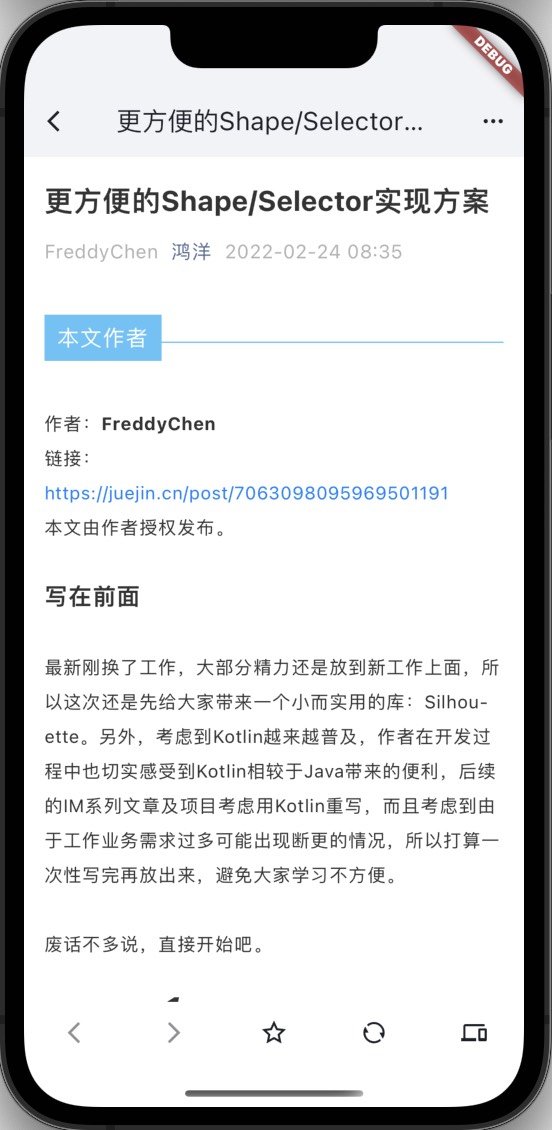 DEBUG
更方便的Shape/Selector...
更方便的Shape/Selector实现方案
FreddyChen 鸿洋 2022-02-24 08:35
本文作者
作者：FreddyChen
链接：
https://juejin.cn/post/7063098095969501191
本文由作者授权发布。
写在前面
最新刚换了工作，大部分精力还是放到新工作上面，所
以这次还是先给大家带来一个小而实用的库：Silhou-
ette。另外，考虑到Kotlin越来越普及，作者在开发过
程中也切实感受到Kotlin相较于Java带来的便利，后续
的IM系列文章及项目考虑用Kotlin重写，而且考虑到由
于工作业务需求过多可能出现断更的情况，所以打算一
次性写完再放出来，避免大家学习不方便。
废话不多说，直接开始吧。